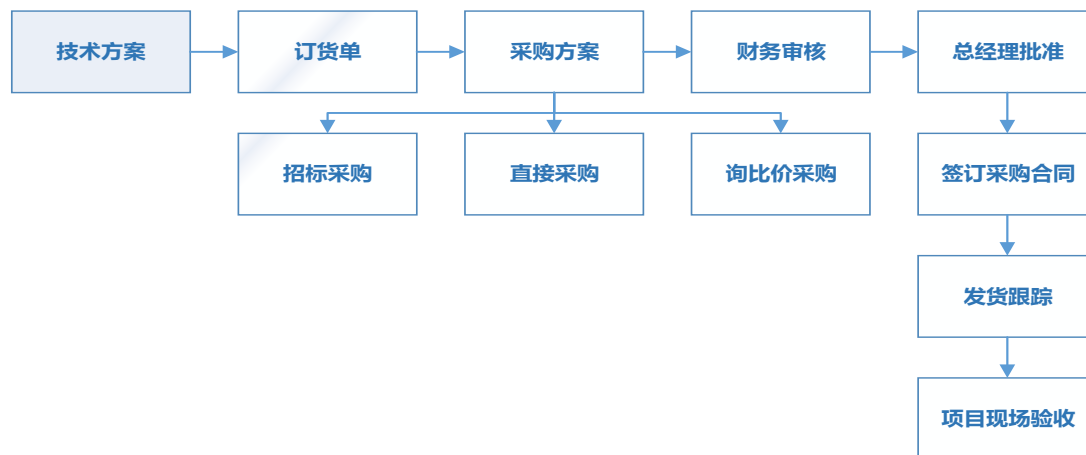 技术方案
订货单
采购方案
财务审核
总经理批准
招标采购
直接采购
询比价采购
签订采购合同
发货跟踪
项目现场验收